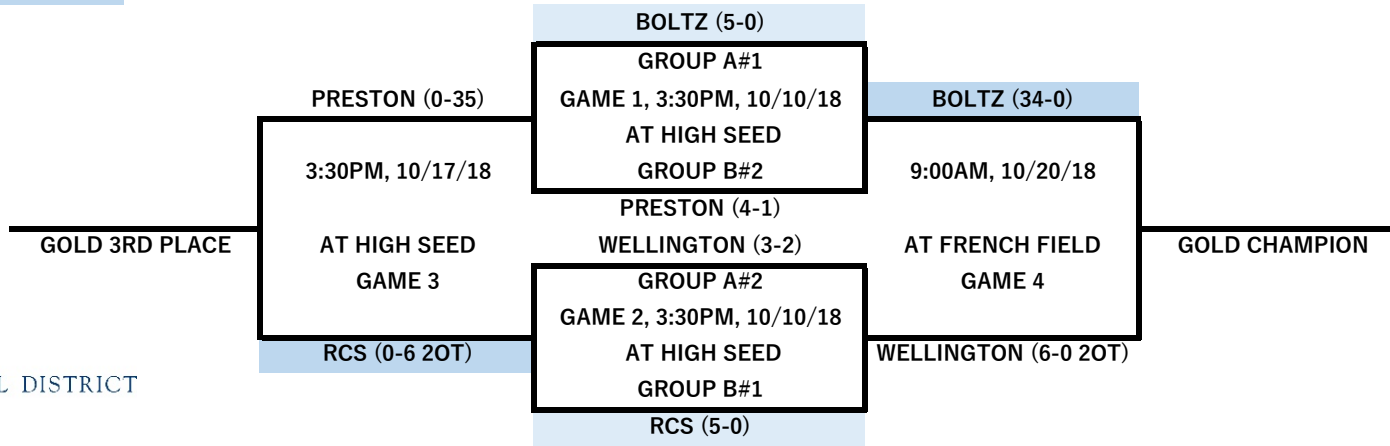 BOLTZ (5-0)
GROUP A#1
PRESTON (0-35)
GAME 1, 3:30PM, 10/10/18
BOLTZ (34-0)
AT HIGH SEED
3:30PM, 10/17/18
GROUP B#2
9:00AM, 10/20/18
PRESTON (4-1)
GOLD 3RD PLACE
AT HIGH SEED
WELLINGTON (3-2)
AT FRENCH FIELD
GOLD CHAMPION
GAME 3
GROUP A#2
GAME 4
GAME 2, 3:30PM, 10/10/18
RCS (0-6 2OT)
AT HIGH SEED
WELLINGTON (6-0 2OT)
L DISTRICT
GROUP B#1
RCS (5-0)